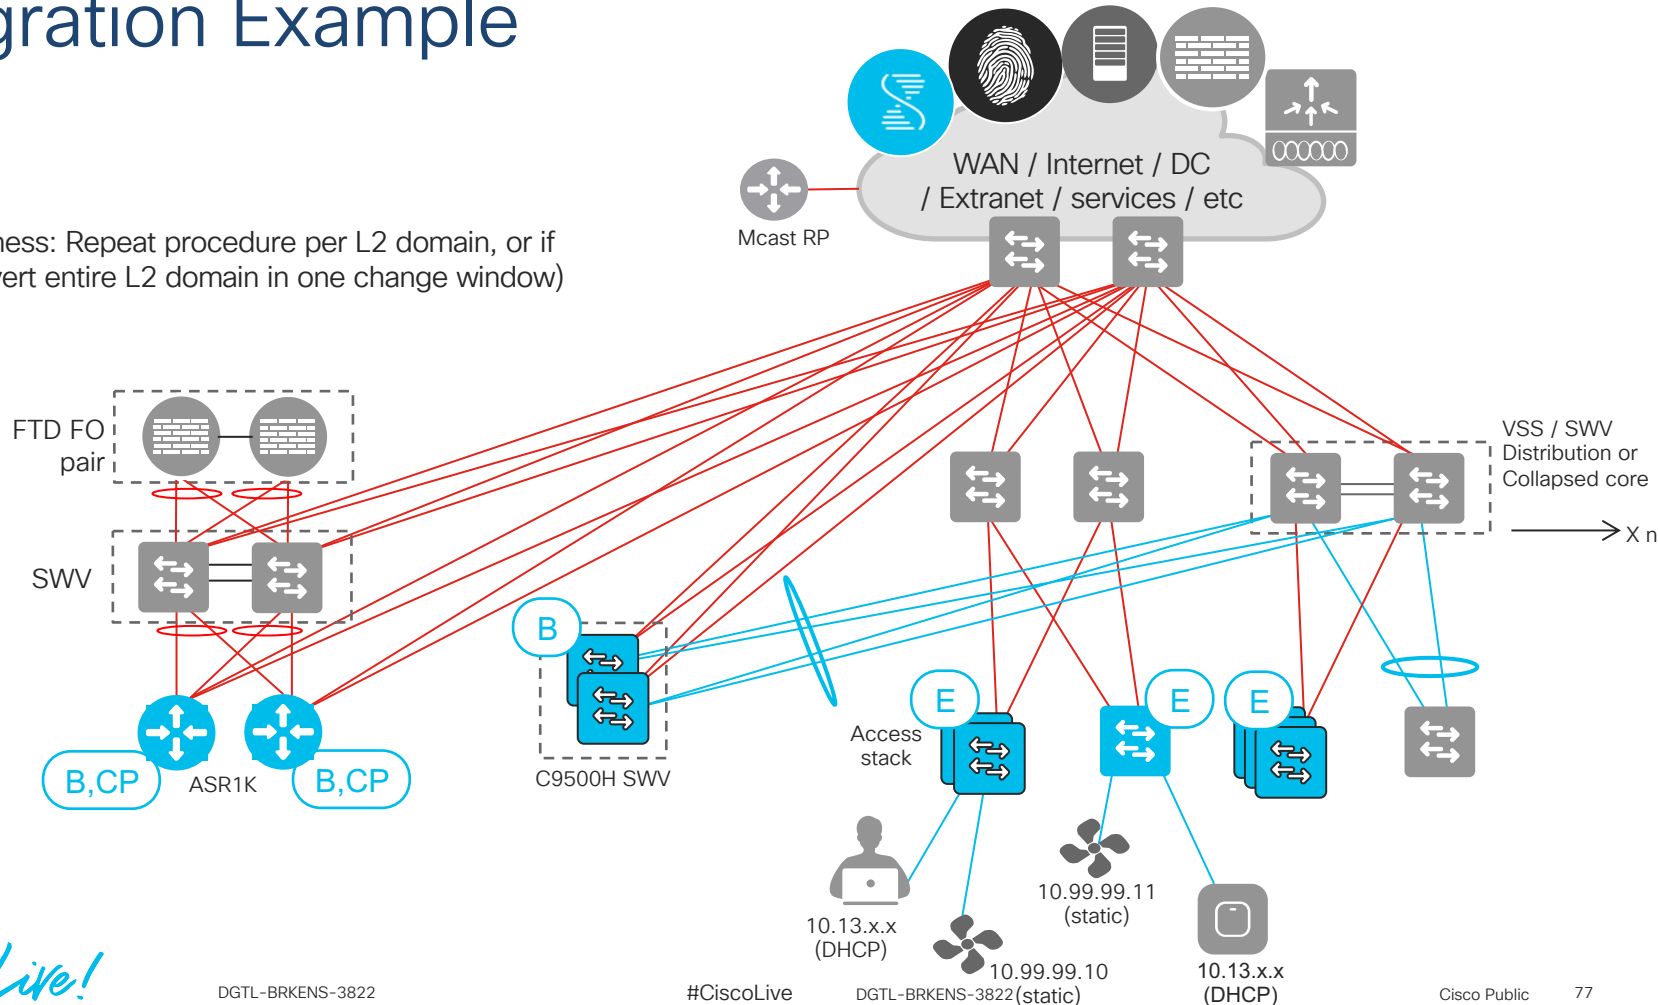 gration Example
WAN / Internet / DC
/ Extranet / services / etc
Mcast RP
ness: Repeat procedure per L2 domain, or if
vert entire L2 domain in one change window)
FTD FO
pair
VSS / SWV
Distribution or
Collapsed core
X n
SWV
B
E
E
E
Access
stack
B,CP
ASR1K
B,CP
C9500H SWV
10.99.99.11
(static)
10.13.x.x
(DHCP)
10.99.99.10
(static)
10.13.x.x
(DHCP)
Live!
DGTL-BRKENS-3822
#CiscoLive
DGTL-BRKENS-3822
Cisco Public
77